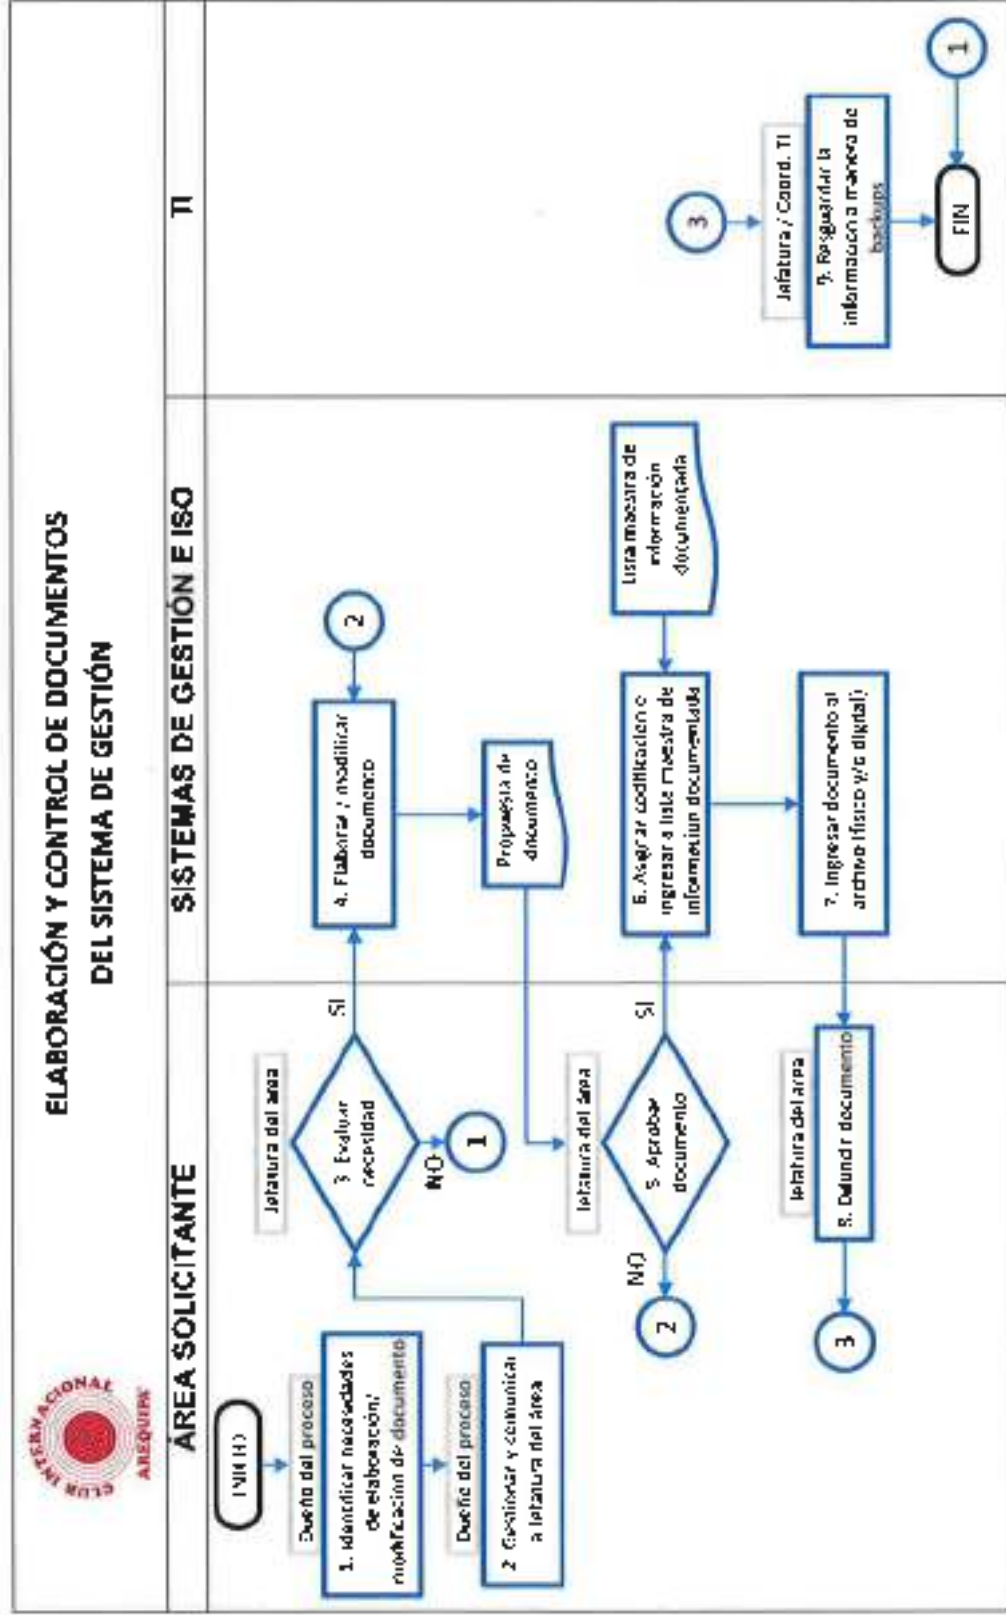 CLUB INTERNACIONAL
AREQUIPA
ELABORACIÓN Y CONTROL DE DOCUMENTOS
DEL SISTEMA DE GESTIÓN
ÁREA SOLICITANTE
SISTEMAS DE GESTIÓN E ISO
TI
INICIO
Dueño del proceso
1. Identificar necesidades
de elaboración/
modificación de documento
Dueño del proceso
2. Gestionar y comunicar
a jefatura del área
Jefatura del área
3. Evaluar
necesidad
SI
NO
1
4. Elaborar / modificar
documento
2
Propuesta de
documento
Jefatura del área
5. Aprobar
documento
NO
2
SI
6. Asignar codificación e
ingresar a lista maestra de
información documentada
Lista maestra de
información
documentada
7. Ingresar documento al
archivo (físico y/o digital)
Jefatura del área
8. Difundir documento
3
3
Jefatura / Coord. TI
9. Resguardar la
información a manera de
backups
FIN
1